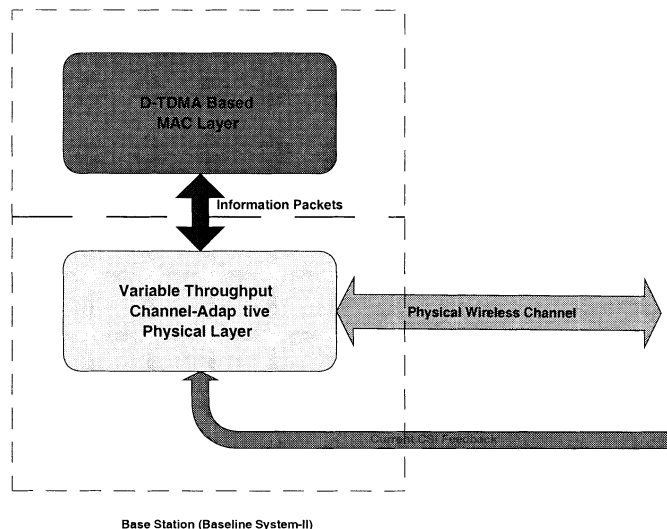 D-TDMA Based
MAC Layer
Information Packets
Variable Throughput
Channel-Adap tive
Physical Layer
Physical Wireless Channel
Current CSI Feedback
Base Station (Baseline System-II)